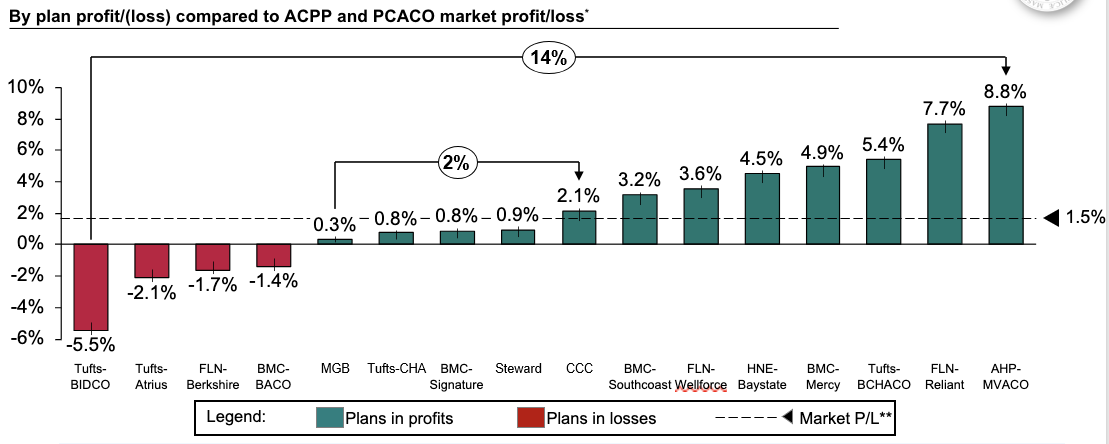 By plan profit/(loss) compared to ACPP and PCACO market profit/loss*
14%
10%
8%
6%
4%
2%
0%
-2%
-4%
-6%
2%
-5.5%
-2.1%
-1.7%
-1.4%
0.3%
0.8%
0.8%
0.9%
2.1%
3.2%
3.6%
4.5%
4.9%
5.4%
7.7%
8.8%
1.5%
Tufts-
BIDCO
Tufts-
Atrius
FLN-
Berkshire
BMC-
BACO
MGB
Tufts-CHA
BMC-
Signature
Steward
CCC
BMC-
Southcoast
FLN-
Wellforce
HNE-
Baystate
BMC-
Mercy
Tufts-
BCHACO
FLN-
Reliant
AHP-
MVACO
Legend:
Plans in profits
Plans in losses
Market P/L**